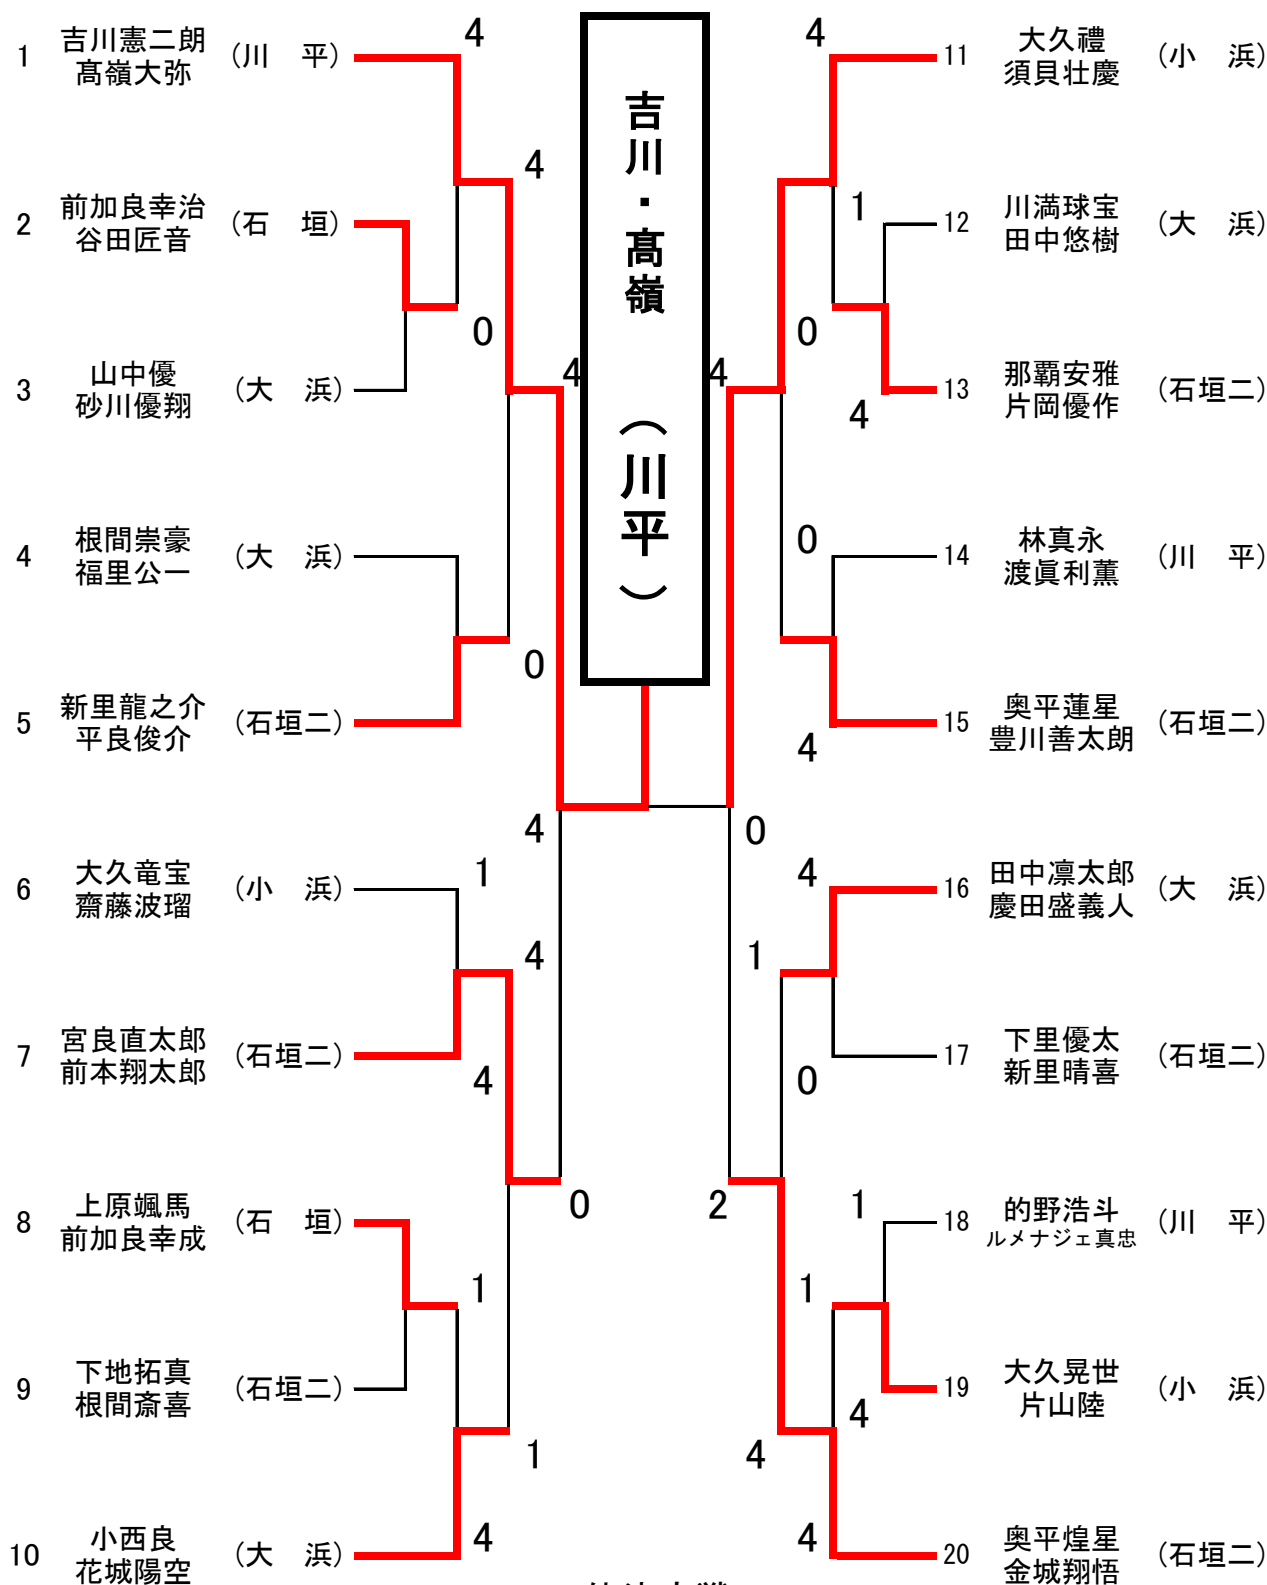 吉川・髙嶺　（川平）
1 吉川憲二朗 (川　平)
髙嶺大弥
4
4
2 前加良幸治 (石　垣)
谷田匠音
0
3 山中優 (大　浜)
砂川優翔
4
4 根間崇豪 (大　浜)
福里公一
0
5 新里龍之介 (石垣二)
平良俊介
4
6 大久竜宝 (小　浜)
齋藤波瑠
1
4
7 宮良直太郎 (石垣二)
前本翔太郎
4
0
8 上原颯馬 (石　垣)
前加良幸成
1
9 下地拓真 (石垣二)
根間斎喜
1
10 小西良 (大　浜)
花城陽空
4
4
11 大久禮 (小　浜)
須貝壮慶
1
12 川満球宝 (大　浜)
田中悠樹
0
4
13 那覇安雅 (石垣二)
片岡優作
4
0
14 林真永 (川　平)
渡眞利薫
15 奥平蓮星 (石垣二)
豊川善太朗
4
0
4
16 田中凛太郎 (大　浜)
慶田盛義人
1
17 下里優太 (石垣二)
新里晴喜
0
2
1
18 的野浩斗 (川　平)
ルメナジェ真忠
1
19 大久晃世 (小　浜)
片山陸
4
4
20 奥平煌星 (石垣二)
金城翔悟
4